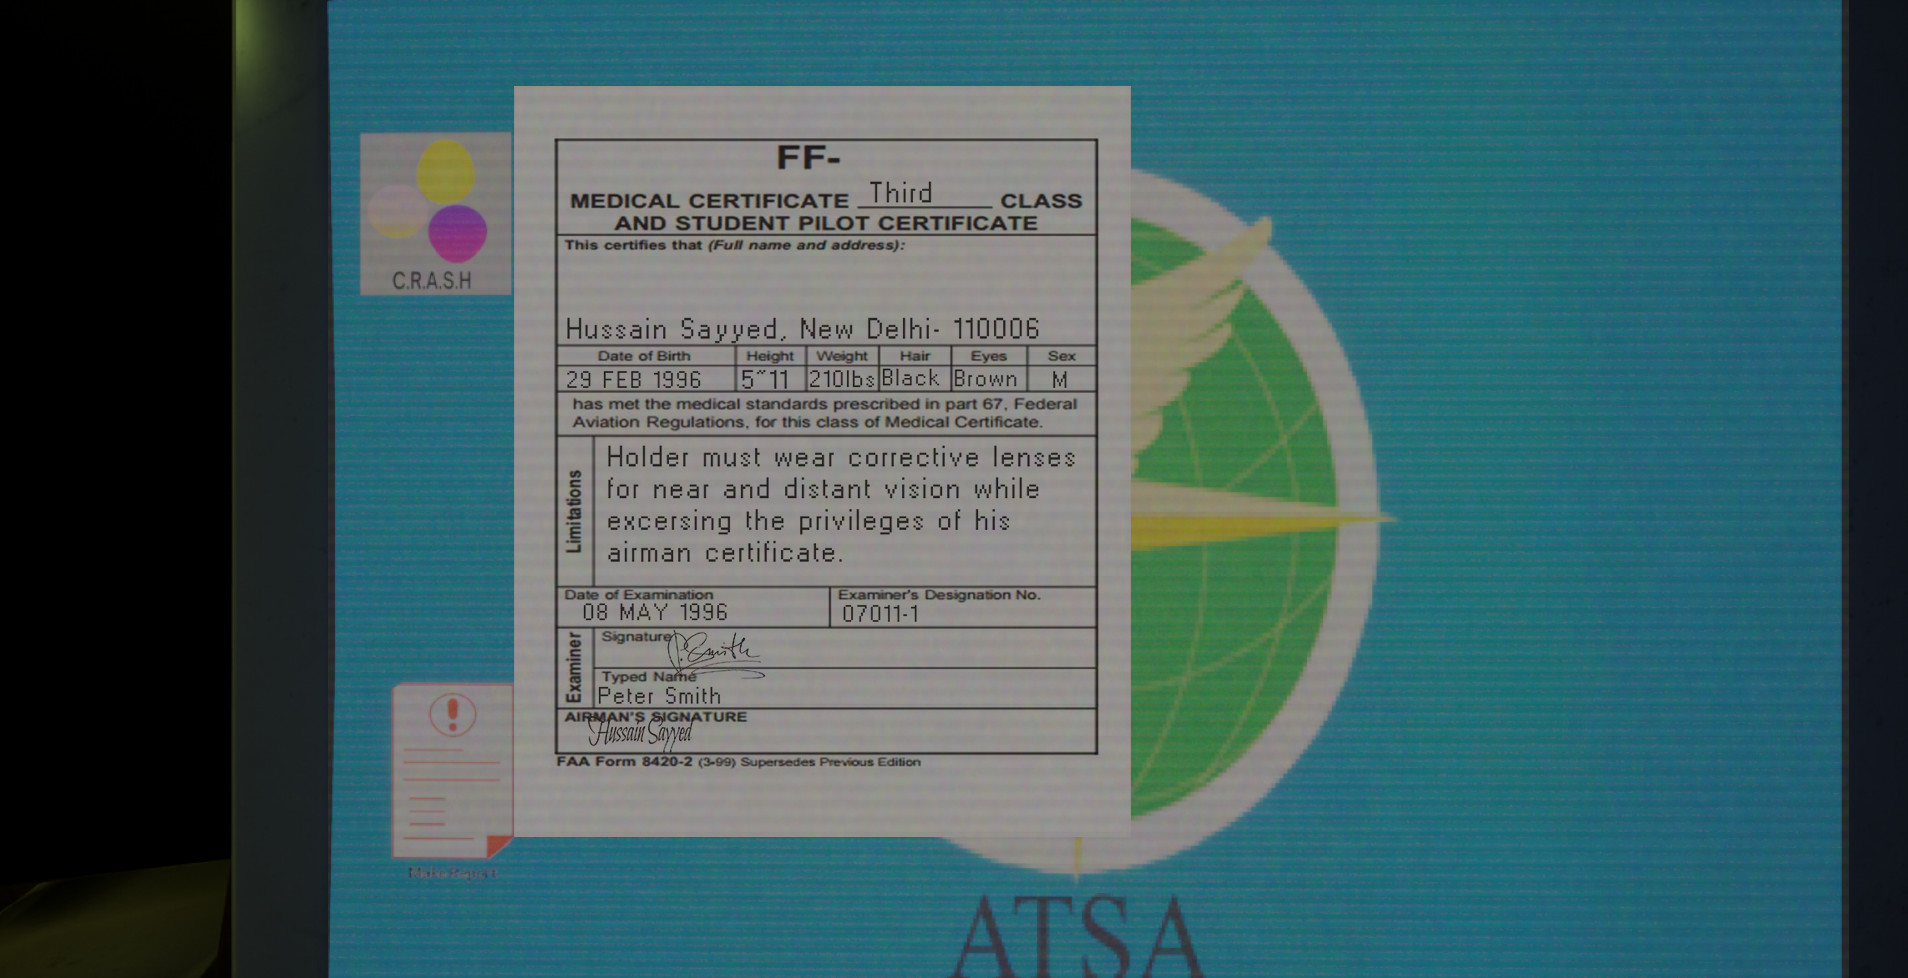 C.R.A.S.H
FF-
MEDICAL CERTIFICATE Third CLASS
AND STUDENT PILOT CERTIFICATE
This certifies that (Full name and address):
Hussain Sayyed, New Delhi- 110006
Date of Birth Height Weight Hair Eyes Sex
29 FEB 1996 5˝11 210lbs Black Brown M
has met the medical standards prescribed in part 67, Federal
Aviation Regulations, for this class of Medical Certificate.
Limitations
Holder must wear corrective lenses
for near and distant vision while
excersing the privileges of his
airman certificate.
Date of Examination Examiner's Designation No.
08 MAY 1996 07011-1
Examiner
Signature P. Smith
Typed Name
Peter Smith
AIRMAN'S SIGNATURE
Hussain Sayyed
FAA Form 8420-2 (3-99) Supersedes Previous Edition
Make Report
ATSA